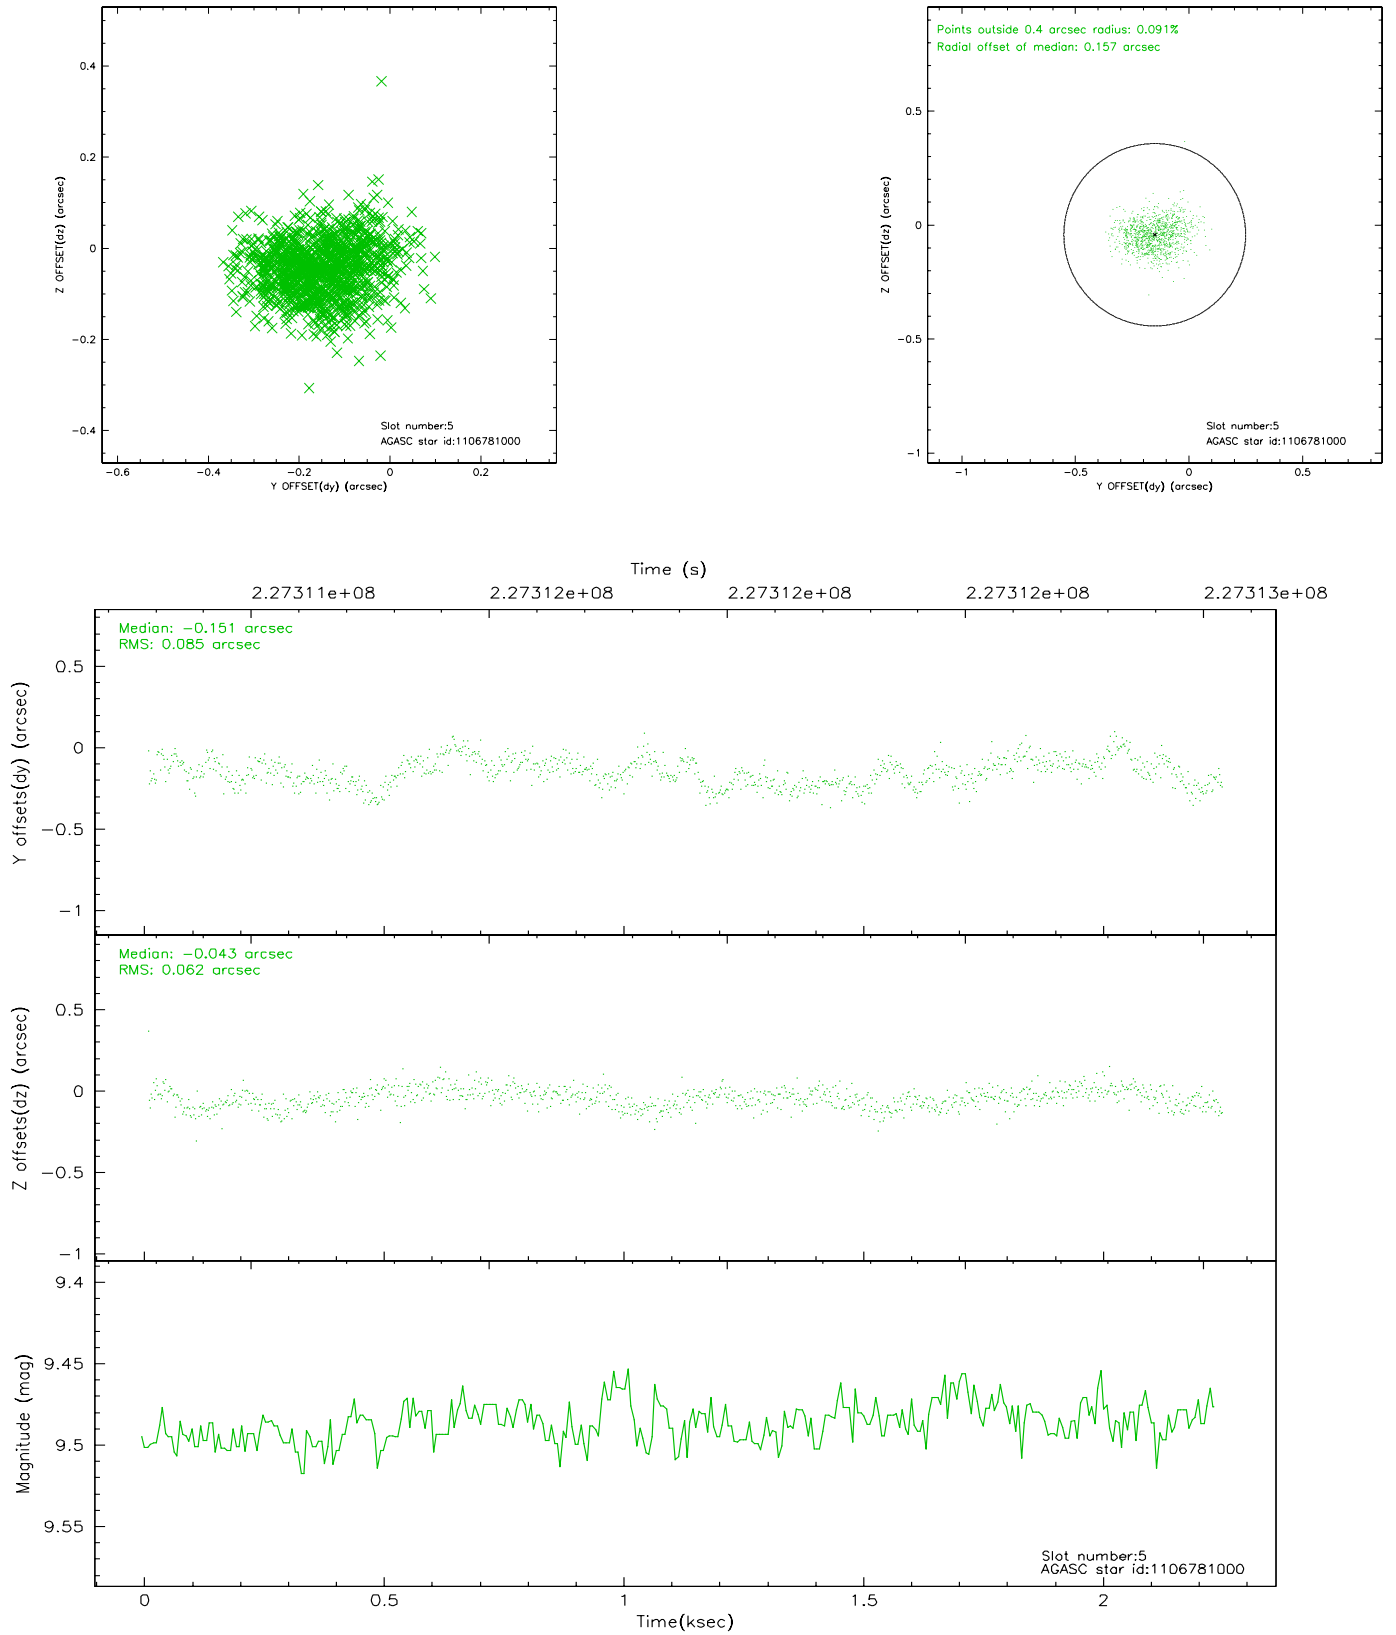 0.4
0.2
0
-0.2
-0.4
Z OFFSET(dz) (arcsec)
Slot number:5
AGASC star id:1106781000
-0.6 -0.4 -0.2 0 0.2
Y OFFSET(dy) (arcsec)
Points outside 0.4 arcsec radius: 0.091%
Radial offset of median: 0.157 arcsec
0.5
0
-0.5
-1
Z OFFSET(dz) (arcsec)
Slot number:5
AGASC star id:1106781000
-1 -0.5 0 0.5
Y OFFSET(dy) (arcsec)
Time (s)
2.27311e+08 2.27312e+08 2.27312e+08 2.27312e+08 2.27313e+08
Median: -0.151 arcsec
RMS: 0.085 arcsec
0.5
0
-0.5
-1
Y offsets(dy) (arcsec)
Median: -0.043 arcsec
RMS: 0.062 arcsec
0.5
0
-0.5
-1
Z offsets(dz) (arcsec)
9.4
9.45
9.5
9.55
Magnitude (mag)
Slot number:5
AGASC star id:1106781000
0 0.5 1 1.5 2
Time(ksec)